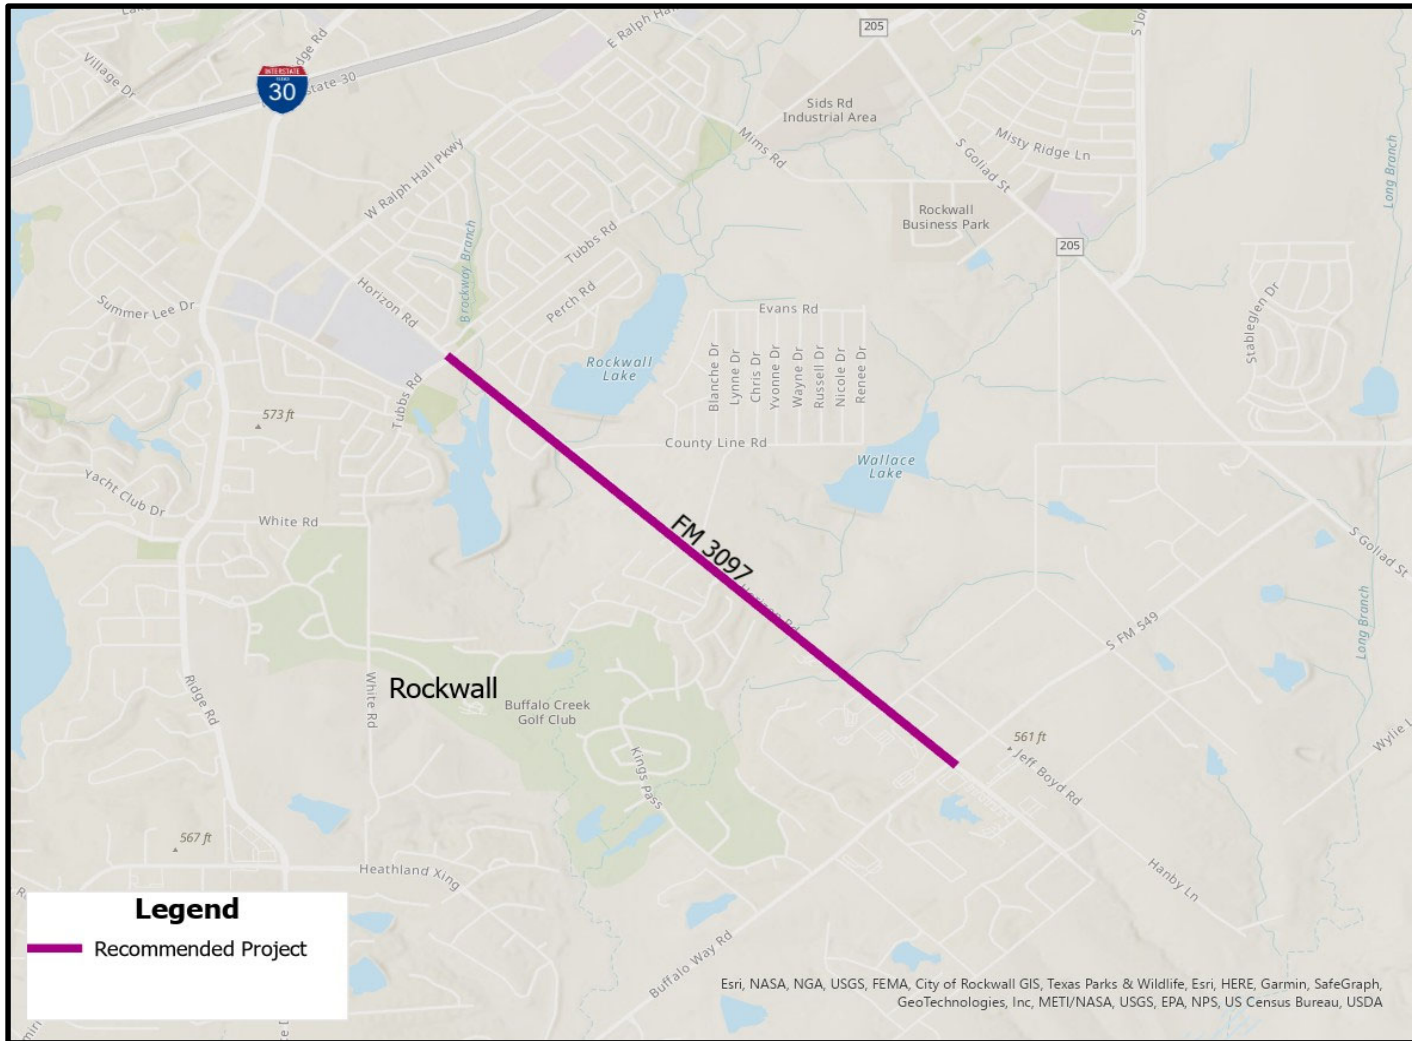 205
E Ralph Hall
S Jo
Village Dr
dge Rd
INTERSTATE
TEXAS
30
state 30
Sids Rd
Industrial Area
Mims Rd
S Goliad St
Misty Ridge Ln
Long Branch
W Ralph Hall Pkwy
Rockwall
Business Park
205
Brockway Branch
Tubbs Rd
Perch Rd
Horizon Rd
Summer Lee Dr
Stableglen Dr
Evans Rd
Rockwall
Lake
Blanche Dr
Lynne Dr
Chris Dr
Yvonne Dr
Wayne Dr
Russell Dr
Nicole Dr
Renee Dr
Tubbs Rd
573 ft
County Line Rd
Wallace
Lake
Yacht Club Dr
White Rd
FM 3097
S Goliad St
S FM 549
Long Branch
Rockwall
White Rd
Ridge Rd
Buffalo Creek
Golf Club
Kings Pass
561 ft
Jeff Boyd Rd
Wylie L
567 ft
Heathland Xing
Hanby Ln
Legend
Recommended Project
Buffalo Way Rd
Esri, NASA, NGA, USGS, FEMA, City of Rockwall GIS, Texas Parks & Wildlife, Esri, HERE, Garmin, SafeGraph,
GeoTechnologies, Inc, METI/NASA, USGS, EPA, NPS, US Census Bureau, USDA